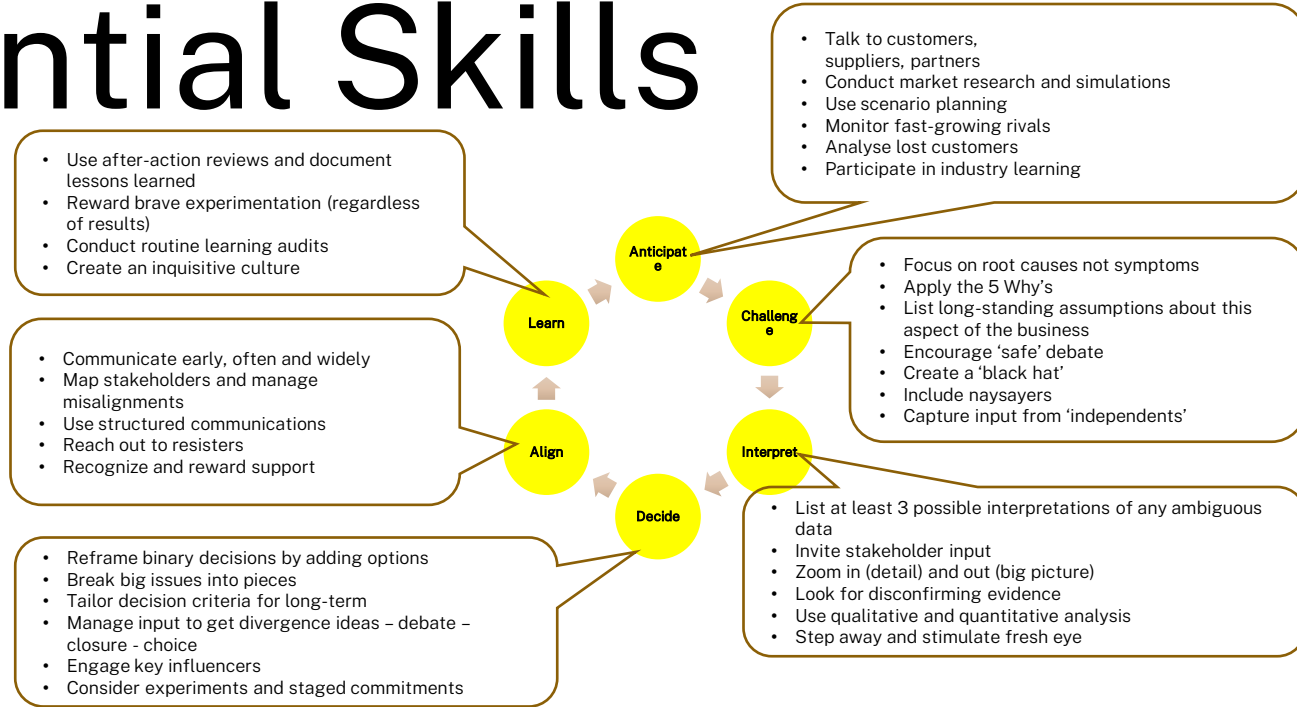 ntial Skills
• Talk to customers,
suppliers, partners
• Conduct market research and simulations
• Use scenario planning
• Monitor fast-growing rivals
• Analyse lost customers
• Participate in industry learning
• Use after-action reviews and document
lessons learned
• Reward brave experimentation (regardless
of results)
• Conduct routine learning audits
• Create an inquisitive culture
Anticipat
e
• Focus on root causes not symptoms
• Apply the 5 Why’s
• List long-standing assumptions about this
aspect of the business
• Encourage ‘safe’ debate
• Create a ‘black hat’
• Include naysayers
• Capture input from ‘independents’
Learn
Challeng
e
• Communicate early, often and widely
• Map stakeholders and manage
misalignments
• Use structured communications
• Reach out to resisters
• Recognize and reward support
Align
Interpret
Decide
• List at least 3 possible interpretations of any ambiguous
data
• Invite stakeholder input
• Zoom in (detail) and out (big picture)
• Look for disconfirming evidence
• Use qualitative and quantitative analysis
• Step away and stimulate fresh eye
• Reframe binary decisions by adding options
• Break big issues into pieces
• Tailor decision criteria for long-term
• Manage input to get divergence ideas – debate –
closure - choice
• Engage key influencers
• Consider experiments and staged commitments